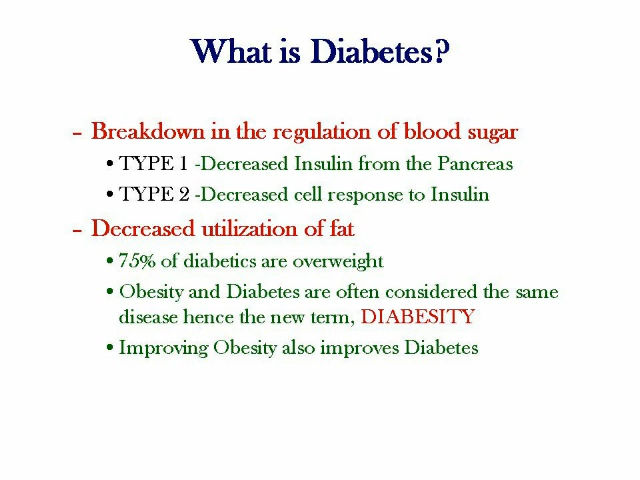 What is Diabetes?
– Breakdown in the regulation of blood sugar
• TYPE 1 -Decreased Insulin from the Pancreas
• TYPE 2 -Decreased cell response to Insulin
– Decreased utilization of fat
• 75% of diabetics are overweight
• Obesity and Diabetes are often considered the same
disease hence the new term, DIABESITY
• Improving Obesity also improves Diabetes